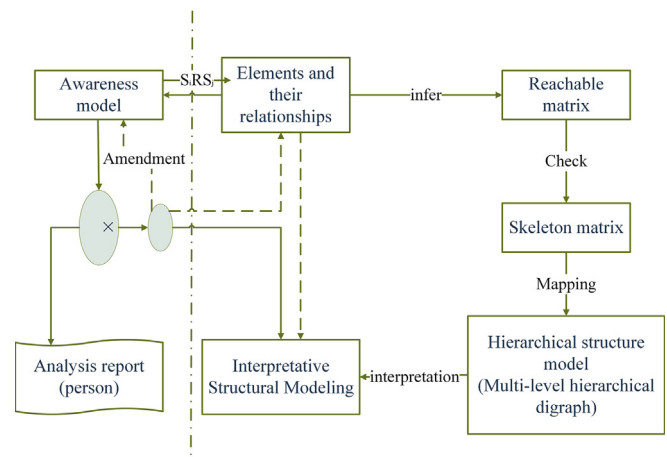 Awareness
model
SᵢRSⱼ
Elements and
their
relationships
infer
Reachable
matrix
Amendment
Check
×
Skeleton matrix
Mapping
Analysis report
(person)
Interpretative
Structural Modeling
interpretation
Hierarchical structure
model
(Multi-level hierarchical
digraph)